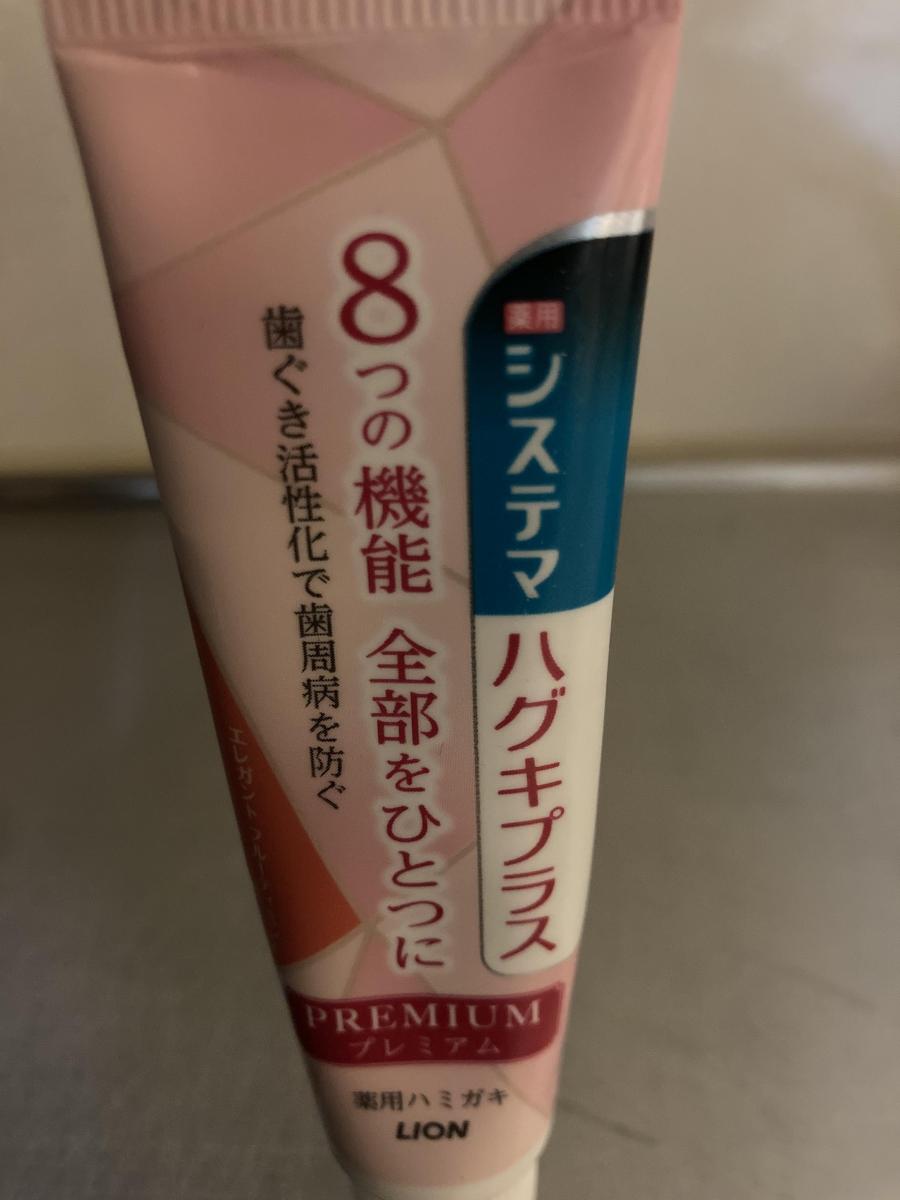 薬用
システマ
ハグキプラス
8つの機能 全部をひとつに
歯ぐき活性化で歯周病を防ぐ
PREMIUM
プレミアム
薬用ハミガキ
LION